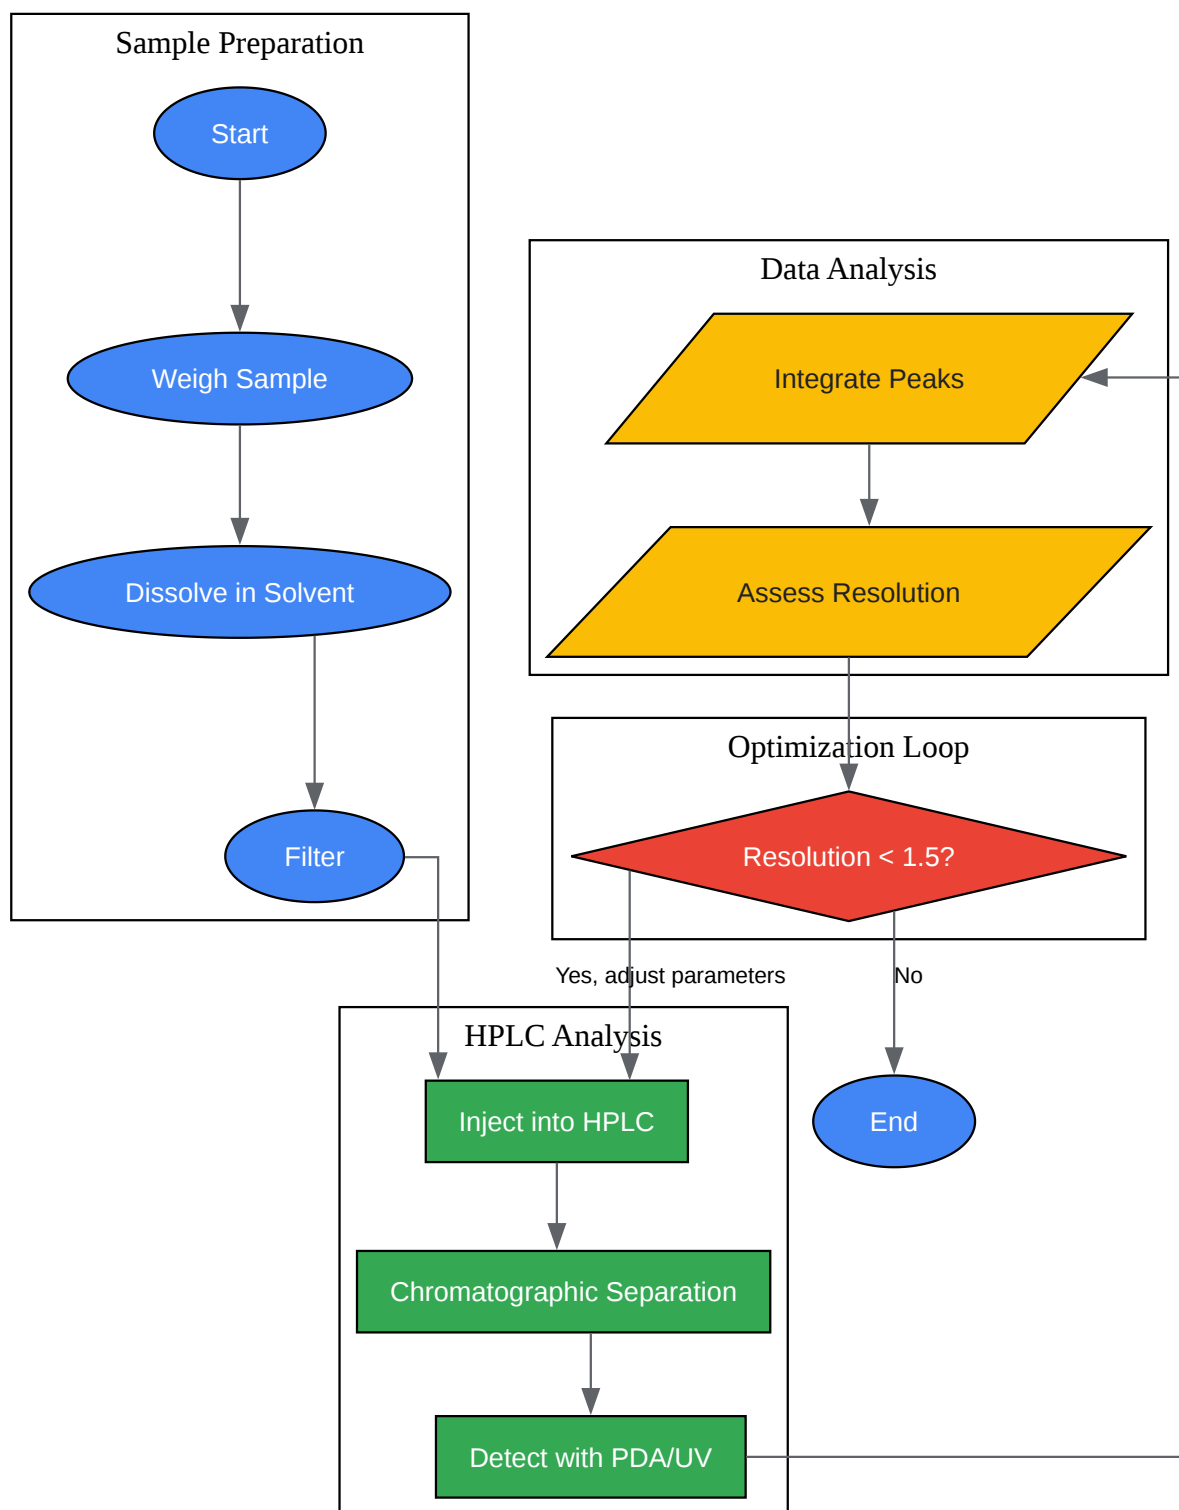 Sample Preparation
Start
Weigh Sample
Dissolve in Solvent
Filter
Data Analysis
Integrate Peaks
Assess Resolution
Optimization Loop
Resolution < 1.5?
Yes, adjust parameters
No
HPLC Analysis
Inject into HPLC
End
Chromatographic Separation
Detect with PDA/UV